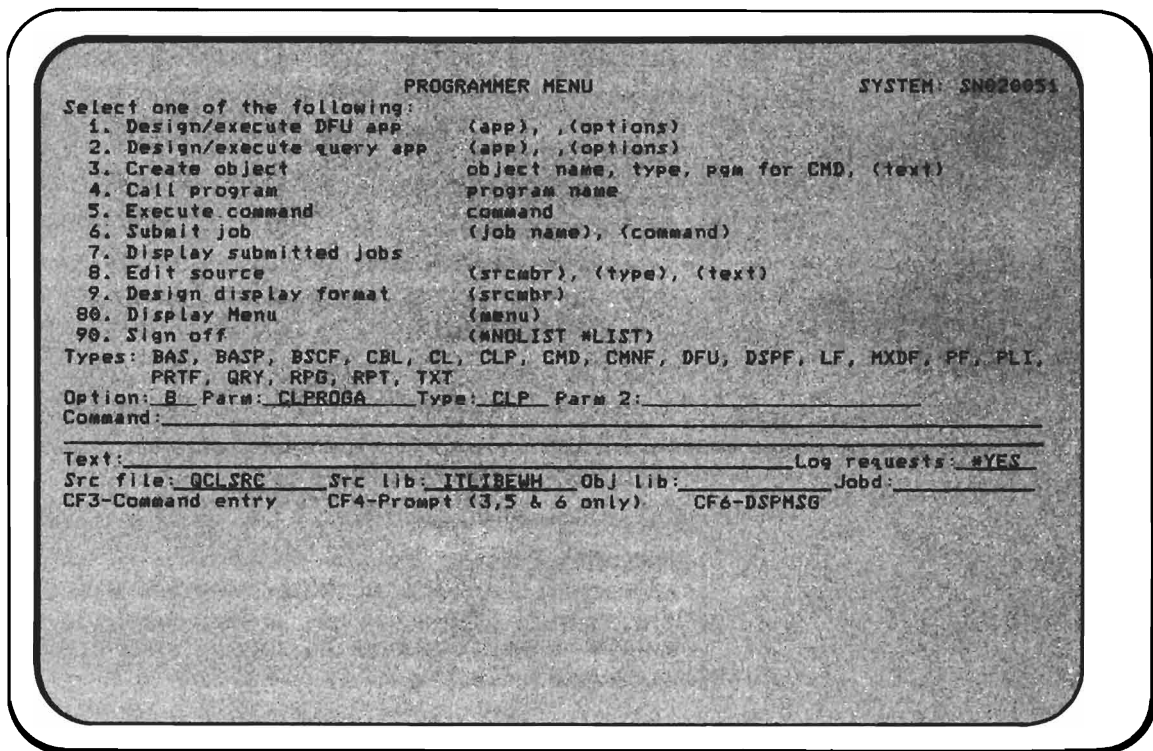 PROGRAMMER MENU SYSTEM: SN020051
Select one of the following:
1. Design/execute DFU app (app), ,(options)
2. Design/execute query app (app), ,(options)
3. Create object object name, type, pgm for CMD, (text)
4. Call program program name
5. Execute command command
6. Submit job (job name), (command)
7. Display submitted jobs
8. Edit source (srcmbr), (type), (text)
9. Design display format (srcmbr)
80. Display Menu (menu)
90. Sign off (*NOLIST *LIST)
Types: BAS, BASP, BSCF, CBL, CL, CLP, CMD, CMNF, DFU, DSPF, LF, MXDF, PF, PLI,
PRTF, QRY, RPG, RPT, TXT
Option: 8 Parm: CLPROGA Type: CLP Parm 2:
Command:
Text: Log requests: *YES
Src file: QCLSRC Src lib: ITLIBEWH Obj lib: Jobd:
CF3-Command entry CF4-Prompt (3,5 & 6 only) CF6-DSPMSG